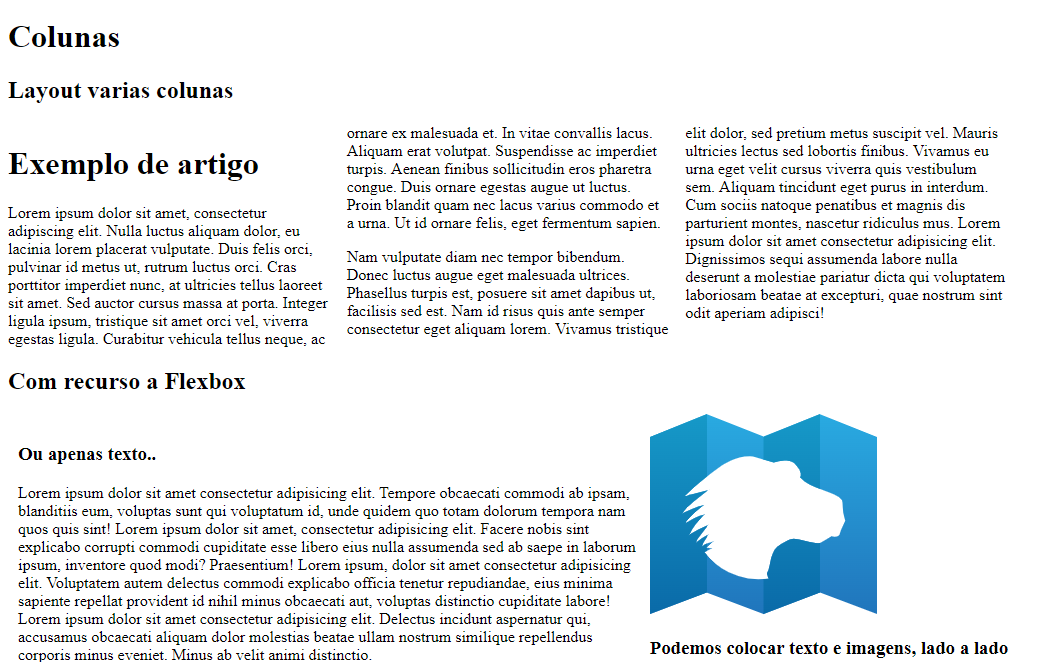 Colunas
Layout varias colunas
Exemplo de artigo
Lorem ipsum dolor sit amet, consectetur
adipiscing elit. Nulla luctus aliquam dolor, eu
lacinia lorem placerat vulputate. Duis felis orci,
pulvinar id metus ut, rutrum luctus orci. Cras
porttitor imperdiet nunc, at ultricies tellus laoreet
sit amet. Sed auctor cursus massa at porta. Integer
ligula ipsum, tristique sit amet orci vel, viverra
egestas ligula. Curabitur vehicula tellus neque, ac
ornare ex malesuada et. In vitae convallis lacus.
Aliquam erat volutpat. Suspendisse ac imperdiet
turpis. Aenean finibus sollicitudin eros pharetra
congue. Duis ornare egestas augue ut luctus.
Proin blandit quam nec lacus varius commodo et
a urna. Ut id ornare felis, eget fermentum sapien.
Nam vulputate diam nec tempor bibendum.
Donec luctus augue eget malesuada ultrices.
Phasellus turpis est, posuere sit amet dapibus ut,
facilisis sed est. Nam id risus quis ante semper
consectetur eget aliquam lorem. Vivamus tristique
elit dolor, sed pretium metus suscipit vel. Mauris
ultricies lectus sed lobortis finibus. Vivamus eu
urna eget velit cursus viverra quis vestibulum
sem. Aliquam tincidunt eget purus in interdum.
Cum sociis natoque penatibus et magnis dis
parturient montes, nascetur ridiculus mus. Lorem
ipsum dolor sit amet consectetur adipisicing elit.
Dignissimos sequi assumenda labore nulla
deserunt a molestiae pariatur dicta qui voluptatem
laboriosam beatae at excepturi, quae nostrum sint
odit aperiam adipisci!
Com recurso a Flexbox
Ou apenas texto..
Lorem ipsum dolor sit amet consectetur adipisicing elit. Tempore obcaecati commodi ab ipsam,
blanditiis eum, voluptas sunt qui voluptatum id, unde quidem quo totam dolorum tempora nam
quos quis sint! Lorem ipsum dolor sit amet, consectetur adipisicing elit. Facere nobis sint
explicabo corrupti commodi cupiditate esse libero eius nulla assumenda sed ab saepe in laborum
ipsum, inventore quod modi? Praesentium! Lorem ipsum, dolor sit amet consectetur adipisicing
elit. Voluptatem autem delectus commodi explicabo officia tenetur repudiandae, eius minima
sapiente repellat provident id nihil minus obcaecati aut, voluptas distinctio cupiditate labore!
Lorem ipsum dolor sit amet consectetur adipisicing elit. Delectus incidunt aspernatur qui,
accusamus obcaecati aliquam dolor molestias beatae ullam nostrum similique repellendus
corporis minus eveniet. Minus ab velit animi distinctio.
Podemos colocar texto e imagens, lado a lado